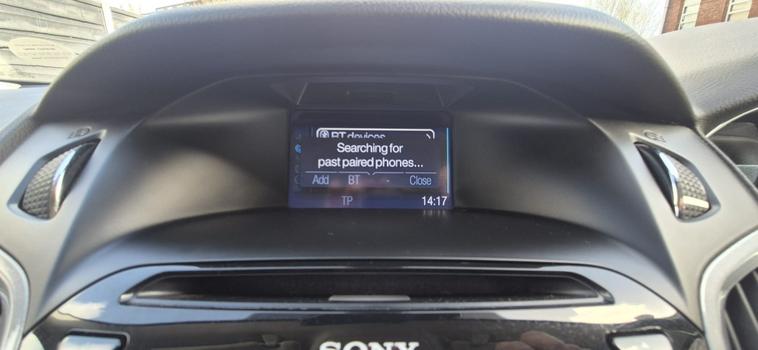 BT devices
Searching for
past paired phones...
Add BT - Close
TP 14:17
SONY